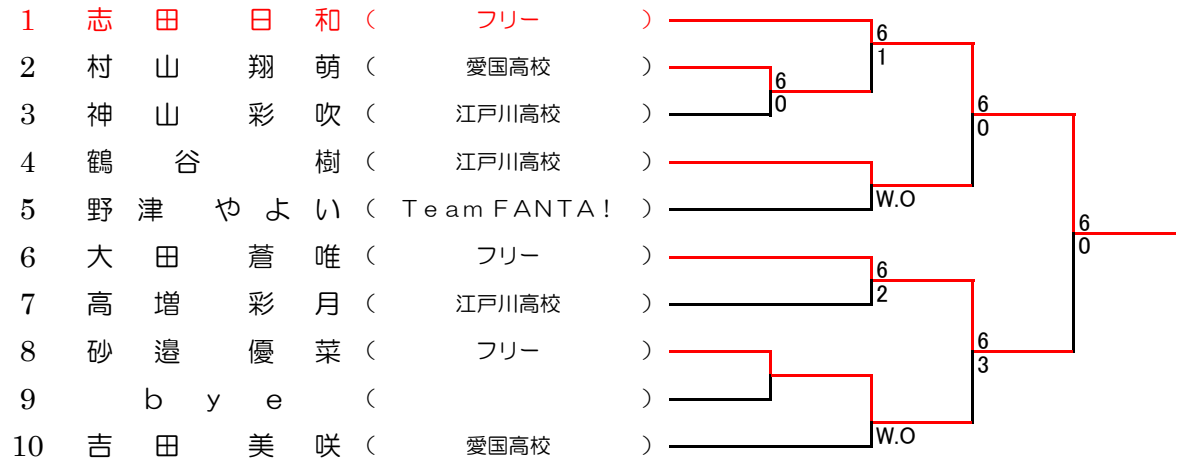 1 志田 日和 ( フリー )
6
1
2 村山 翔萌 ( 愛国高校 )
6
0
3 神山 彩吹 ( 江戸川高校 )
6
0
4 鶴谷 樹 ( 江戸川高校 )
W.O
5 野津 やよい ( Team FANTA! )
6
0
6 大田 蒼唯 ( フリー )
6
2
7 高増 彩月 ( 江戸川高校 )
8 砂邉 優菜 ( フリー )
6
3
9 bye ( )
10 吉田 美咲 ( 愛国高校 )
W.O